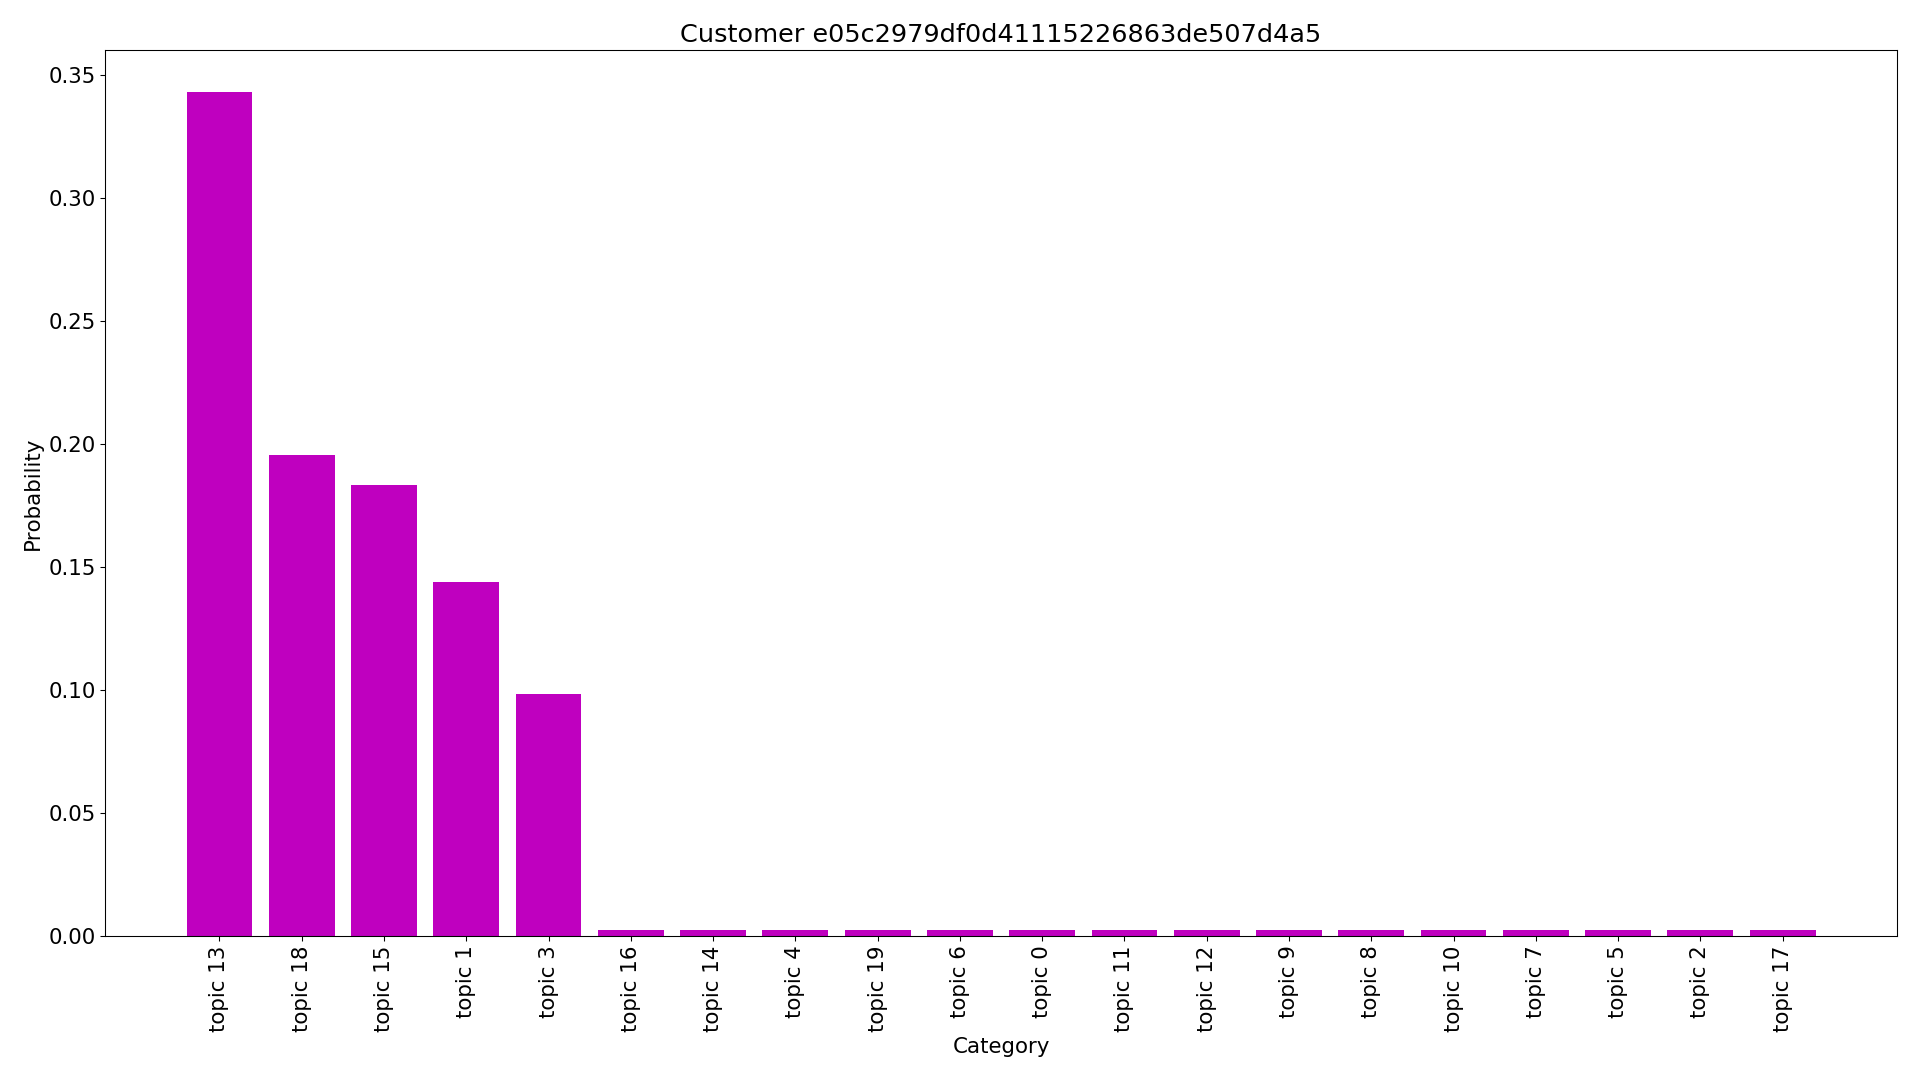 Customer e05c2979df0d41115226863de507d4a5
0.35
0.30
0.25
0.20
0.15
0.10
0.05
0.00
Probability
topic 13
topic 18
topic 15
topic 1
topic 3
topic 16
topic 14
topic 4
topic 19
topic 6
topic 0
topic 11
topic 12
topic 9
topic 8
topic 10
topic 7
topic 5
topic 2
topic 17
Category